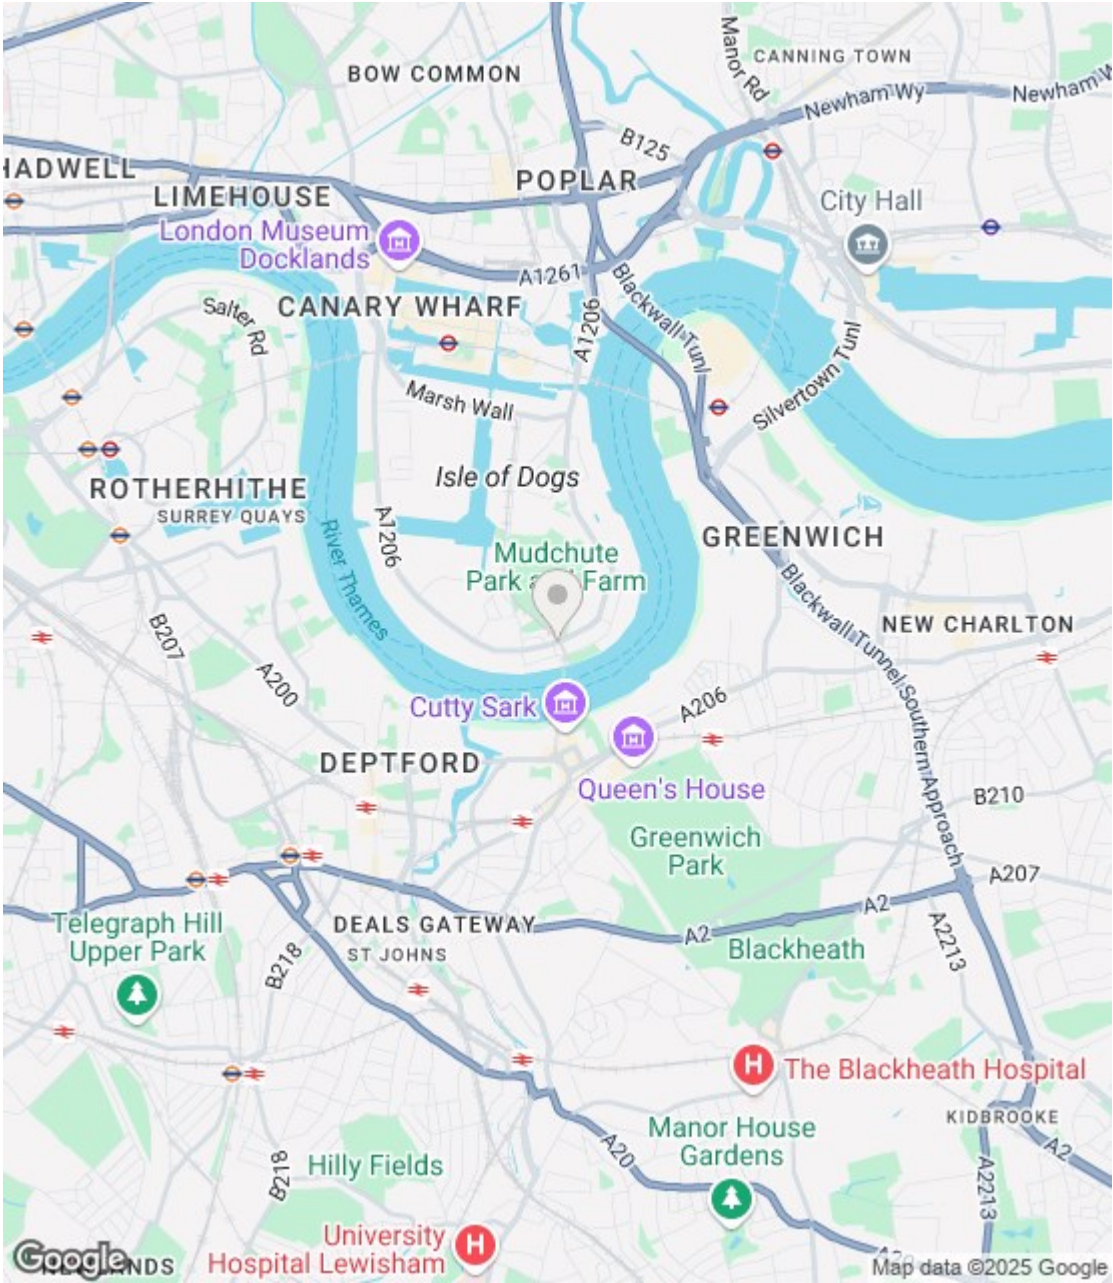 Manor Rd
CANNING TOWN
BOW COMMON
Newham Wy
Newham W
B125
HADWELL
POPLAR
LIMEHOUSE
City Hall
London Museum
Docklands
A1261
Blackwall Tunl
Salter Rd
CANARY WHARF
A1206
Silvertown Tunl
Marsh Wall
Isle of Dogs
ROTHERHITHE
SURREY QUAYS
A1206
River Thames
GREENWICH
Mudchute
Park and Farm
Blackwall Tunnel Southern Approach
B207
NEW CHARLTON
A200
Cutty Sark
A206
DEPTFORD
Queen's House
B210
Greenwich
Park
A207
A2
Telegraph Hill
Upper Park
DEALS GATEWAY
A2
A2213
ST JOHNS
B218
Blackheath
H
The Blackheath Hospital
KIDBROOKE
Manor House
Gardens
A20
A2
Hilly Fields
B218
A2213
University
Hospital Lewisham
H
Google
Map data ©2025 Google